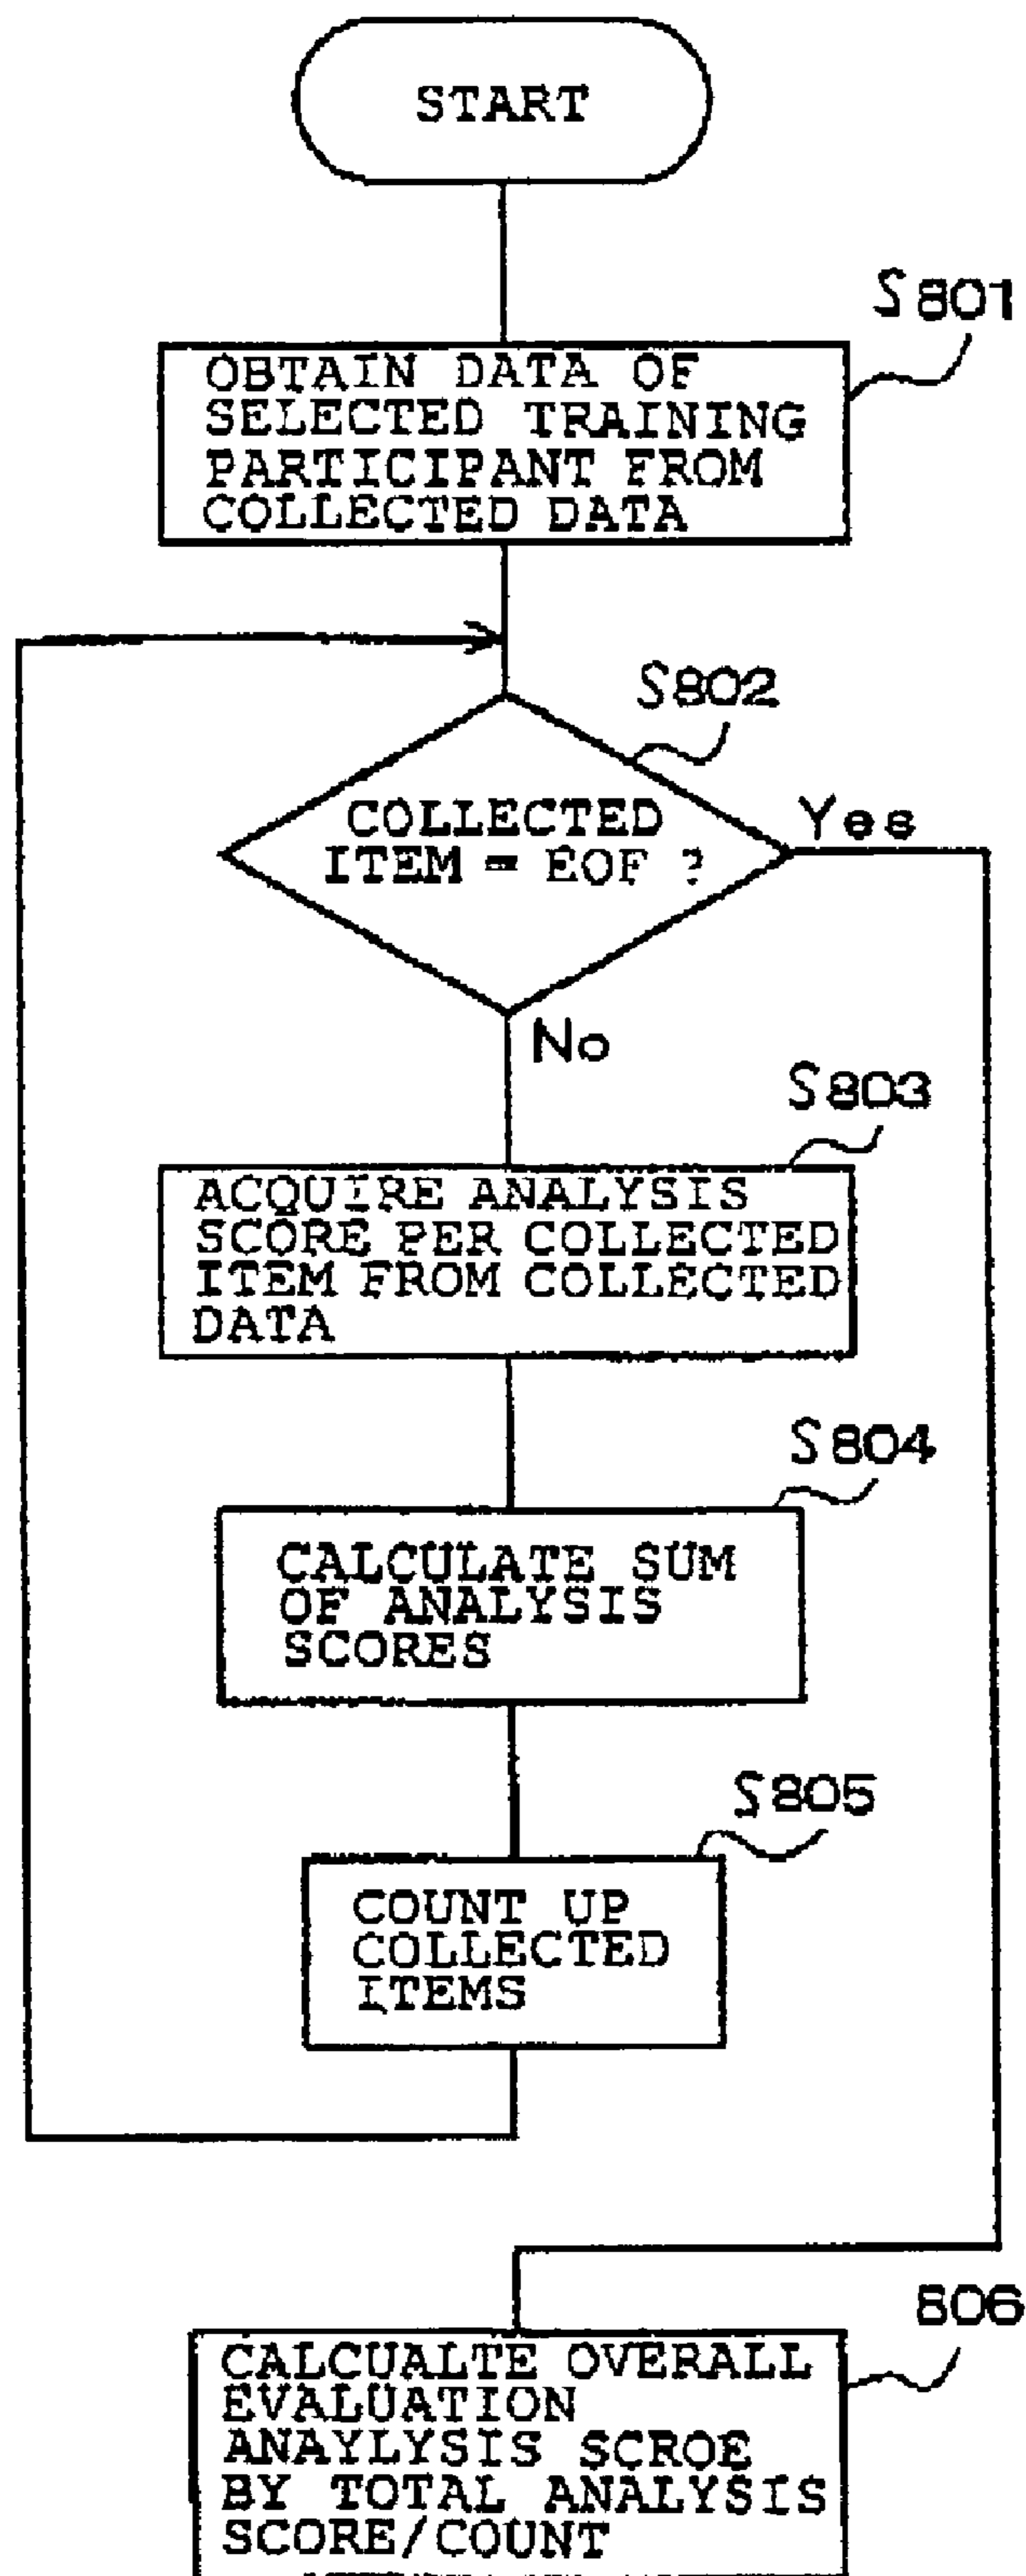 START
S801
OBTAIN DATA OF
SELECTED TRAINING
PARTICIPANT FROM
COLLECTED DATA
S802
COLLECTED
ITEM = EOF ?
Yes
No
S803
ACQUIRE ANALYSIS
SCORE PER COLLECTED
ITEM FROM COLLECTED
DATA
S804
CALCULATE SUM
OF ANALYSIS
SCORES
S805
COUNT UP
COLLECTED
ITEMS
806
CALCUALTE OVERALL
EVALUATION
ANAYLYSIS SCROE
BY TOTAL ANALYSIS
SCORE/COUNT